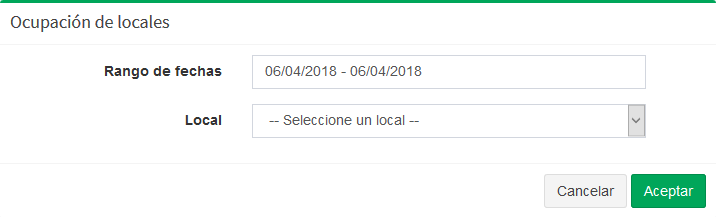 Ocupación de locales
Rango de fechas
06/04/2018 - 06/04/2018
Local
-- Seleccione un local --
Cancelar
Aceptar